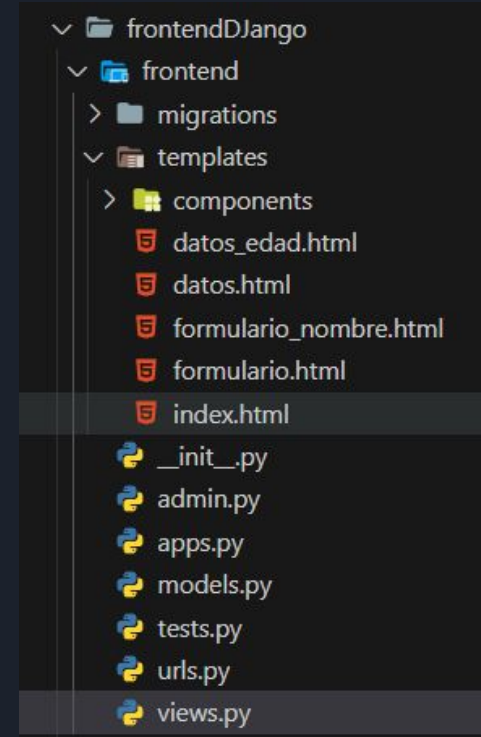 frontendDJango
frontend
migrations
templates
components
datos_edad.html
datos.html
formulario_nombre.html
formulario.html
index.html
__init__.py
admin.py
apps.py
models.py
tests.py
urls.py
views.py